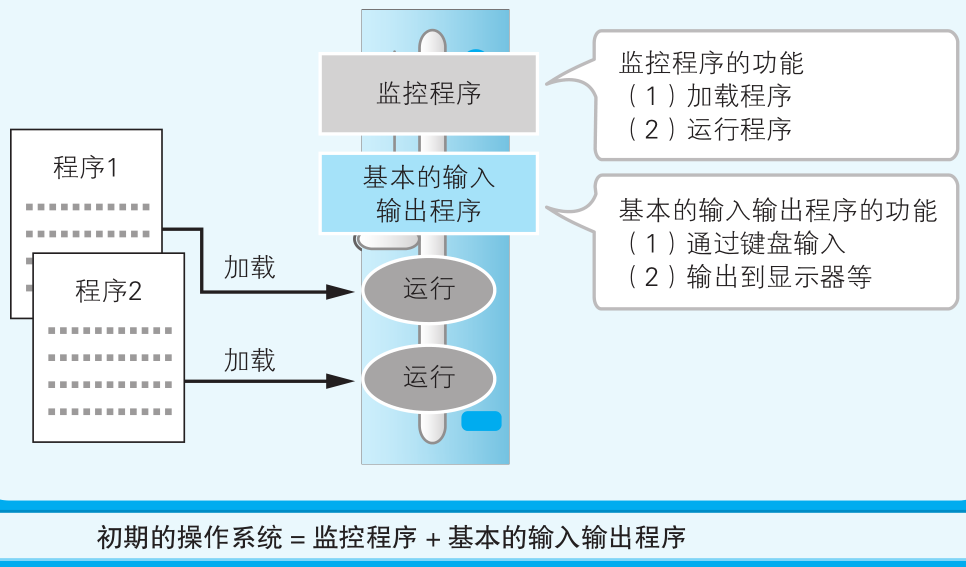 监控程序
监控程序的功能
（1）加载程序
（2）运行程序
基本的输入
输出程序
基本的输入输出程序的功能
（1）通过键盘输入
（2）输出到显示器等
程序1
加载
运行
程序2
加载
运行
初期的操作系统 = 监控程序 + 基本的输入输出程序